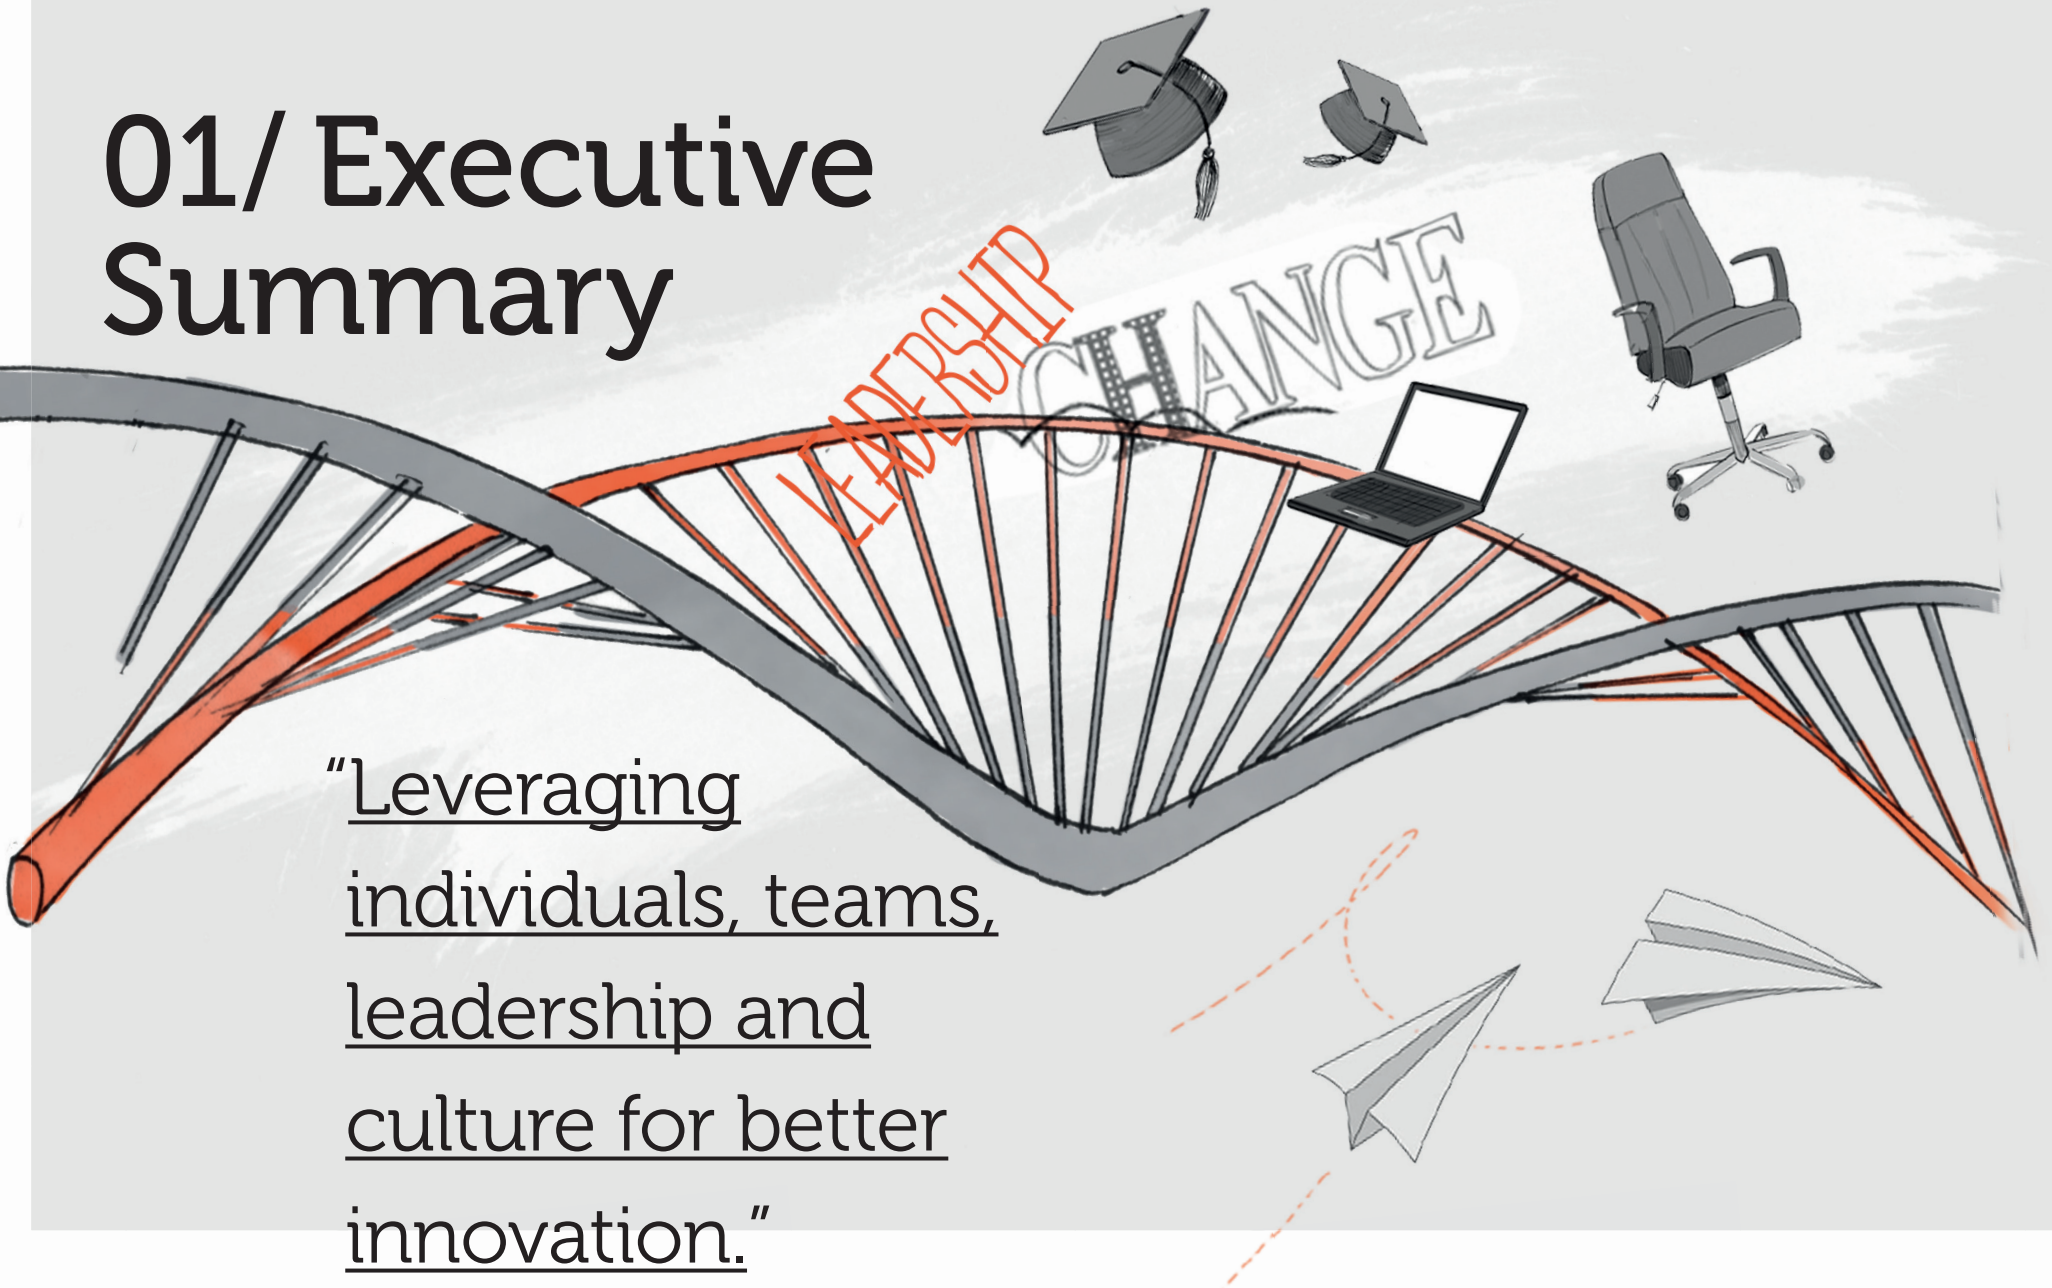 01/ Executive
Summary
LEADERSHIP
CHANGE
“Leveraging
individuals, teams,
leadership and
culture for better
innovation.”